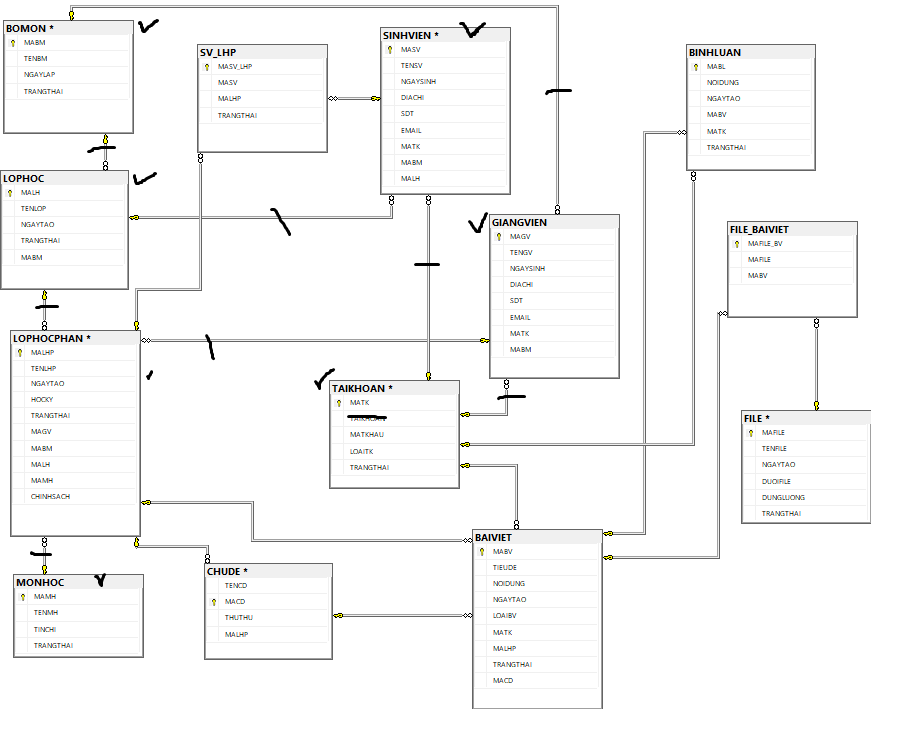 BOMON *
MABM
TENBM
NGAYLAP
TRANGTHAI
SV_LHP
MASV_LHP
MASV
MALHP
TRANGTHAI
SINHVIEN *
MASV
TENSV
NGAYSINH
DIACHI
SDT
EMAIL
MATK
MABM
MALH
BINHLUAN
MABL
NOIDUNG
NGAYTAO
MABV
MATK
TRANGTHAI
LOPHOC
MALH
TENLOP
NGAYTAO
TRANGTHAI
MABM
GIANGVIEN
MAGV
TENGV
NGAYSINH
DIACHI
SDT
EMAIL
MATK
MABM
FILE_BAIVIET
MAFILE_BV
MAFILE
MABV
LOPHOCPHAN *
MALHP
TENLHP
NGAYTAO
HOCKY
TRANGTHAI
MAGV
MABM
MALH
MAMH
CHINHSACH
TAIKHOAN *
MATK
TAIKHOAN
MATKHAU
LOAITK
TRANGTHAI
FILE *
MAFILE
TENFILE
NGAYTAO
DUOIFILE
DUNGLUONG
TRANGTHAI
MONHOC
MAMH
TENMH
TINCHI
TRANGTHAI
CHUDE *
TENCD
MACD
THUTHU
MALHP
BAIVIET
MABV
TIEUDE
NOIDUNG
NGAYTAO
LOAIBV
MATK
MALHP
TRANGTHAI
MACD